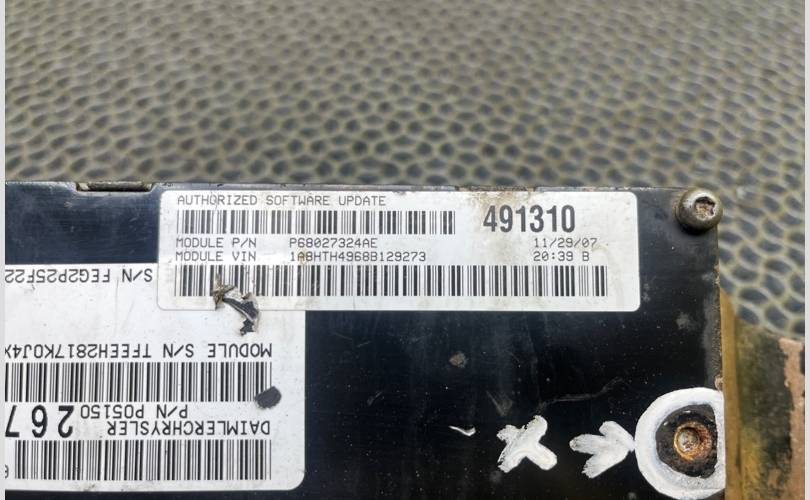 AUTHORIZED SOFTWARE UPDATE
491310
MODULE P/N P68027324AE 11/29/07
MODULE VIN 1A8HTH4968B129273 20:39 B
DAIMLERCHRYSLER
P/N P05150 267
MODULE S/N TFEEH2817K0J4X
S/N FEG2P25F22